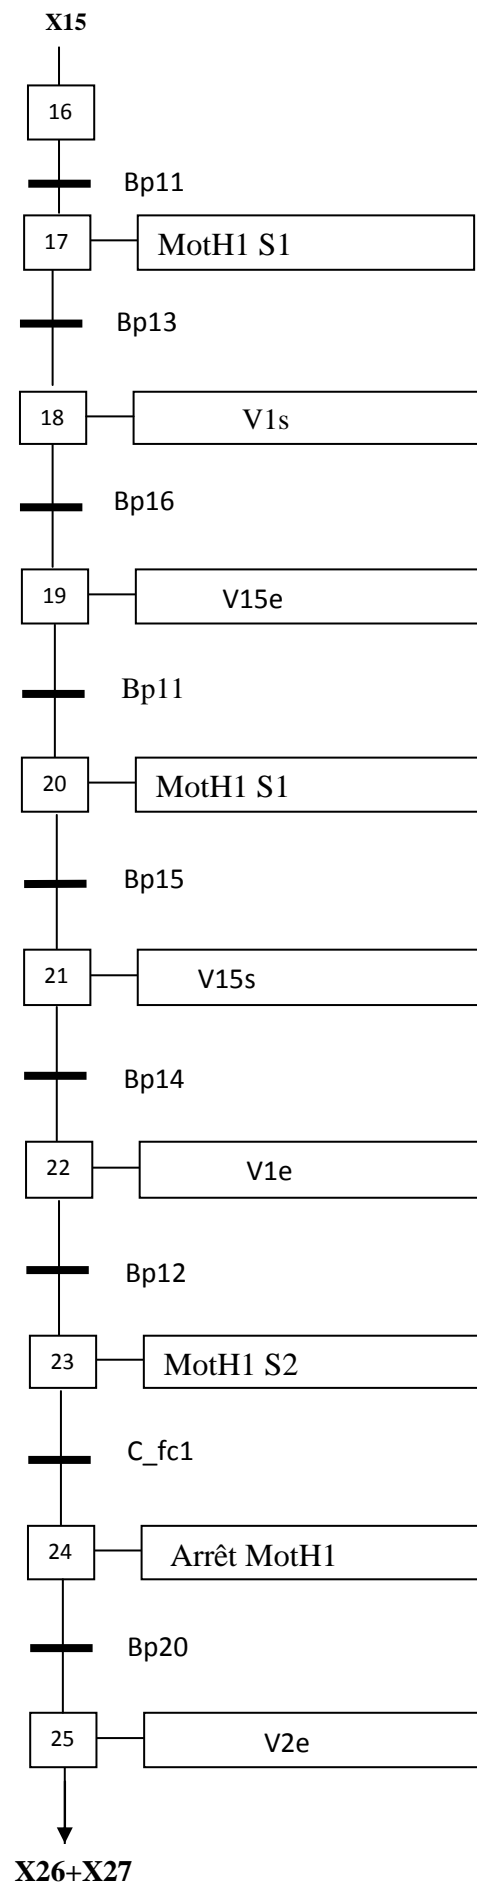 X15
16
Bp11
17 MotH1 S1
Bp13
18 V1s
Bp16
19 V15e
Bp11
20 MotH1 S1
Bp15
21 V15s
Bp14
22 V1e
Bp12
23 MotH1 S2
C_fc1
24 Arrêt MotH1
Bp20
25 V2e
X26+X27